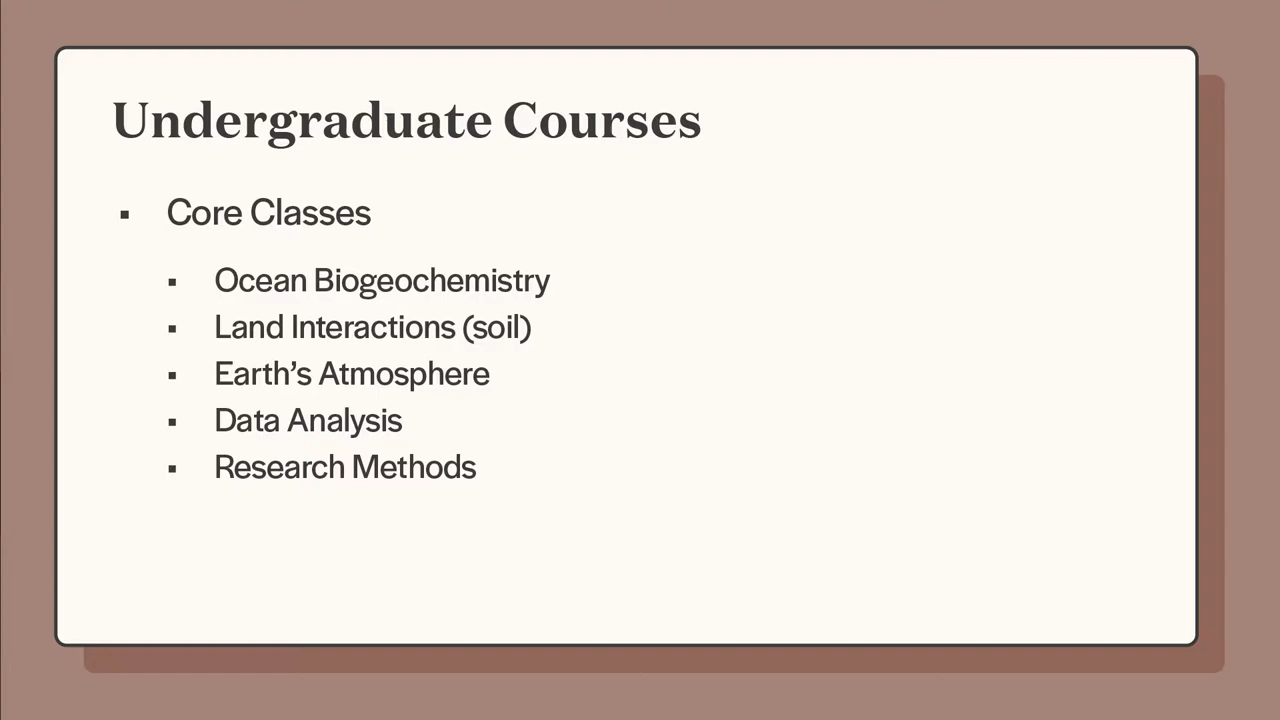 Undergraduate Courses
▪ Core Classes
▪ Ocean Biogeochemistry
▪ Land Interactions (soil)
▪ Earth’s Atmosphere
▪ Data Analysis
▪ Research Methods